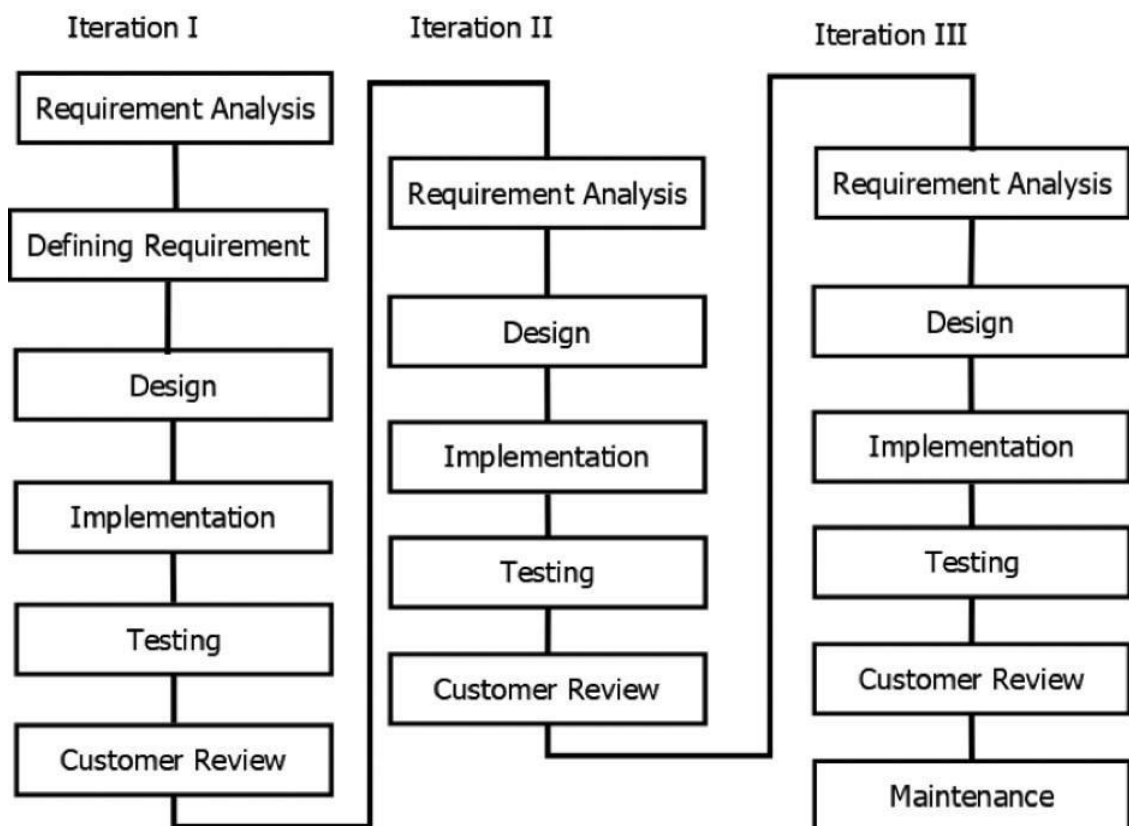 Iteration I
Requirement Analysis
Defining Requirement
Design
Implementation
Testing
Customer Review
Iteration II
Requirement Analysis
Design
Implementation
Testing
Customer Review
Iteration III
Requirement Analysis
Design
Implementation
Testing
Customer Review
Maintenance